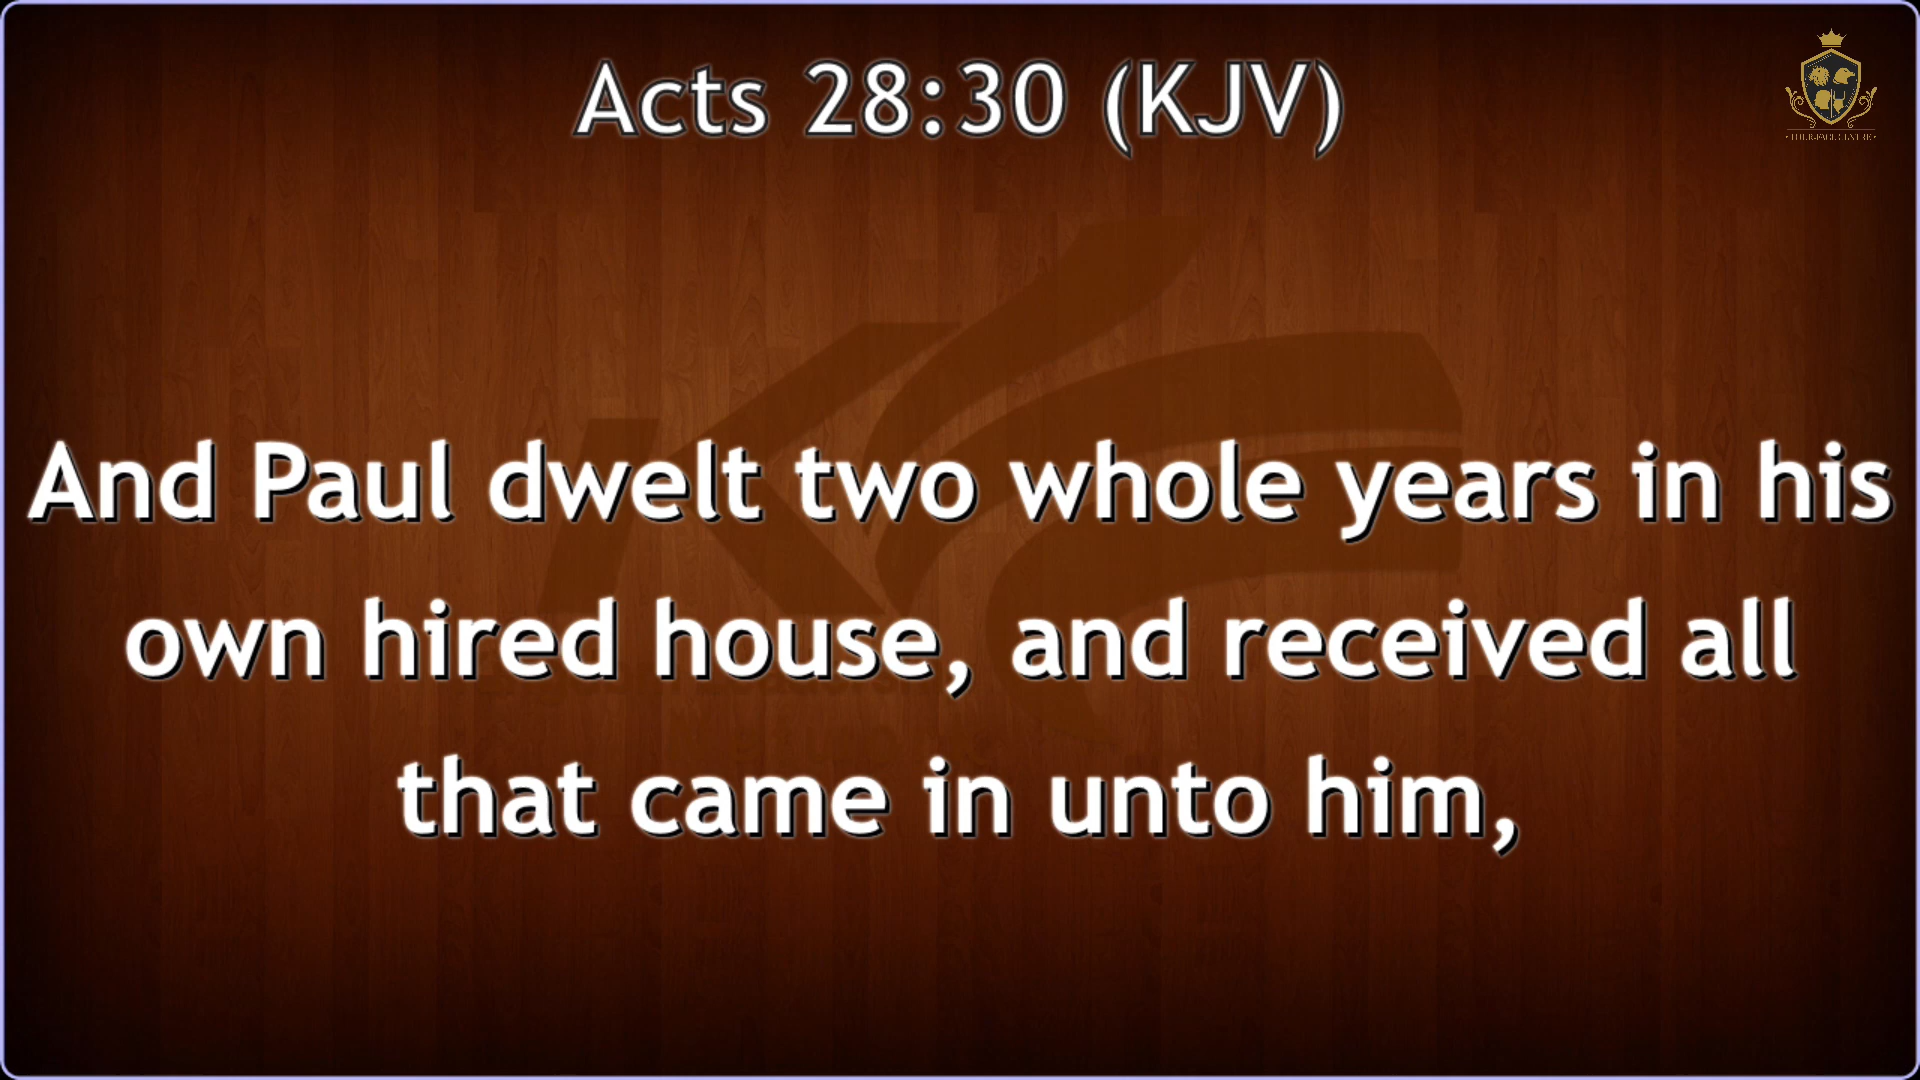 Acts 28:30 (KJV)
And Paul dwelt two whole years in his
own hired house, and received all
that came in unto him,